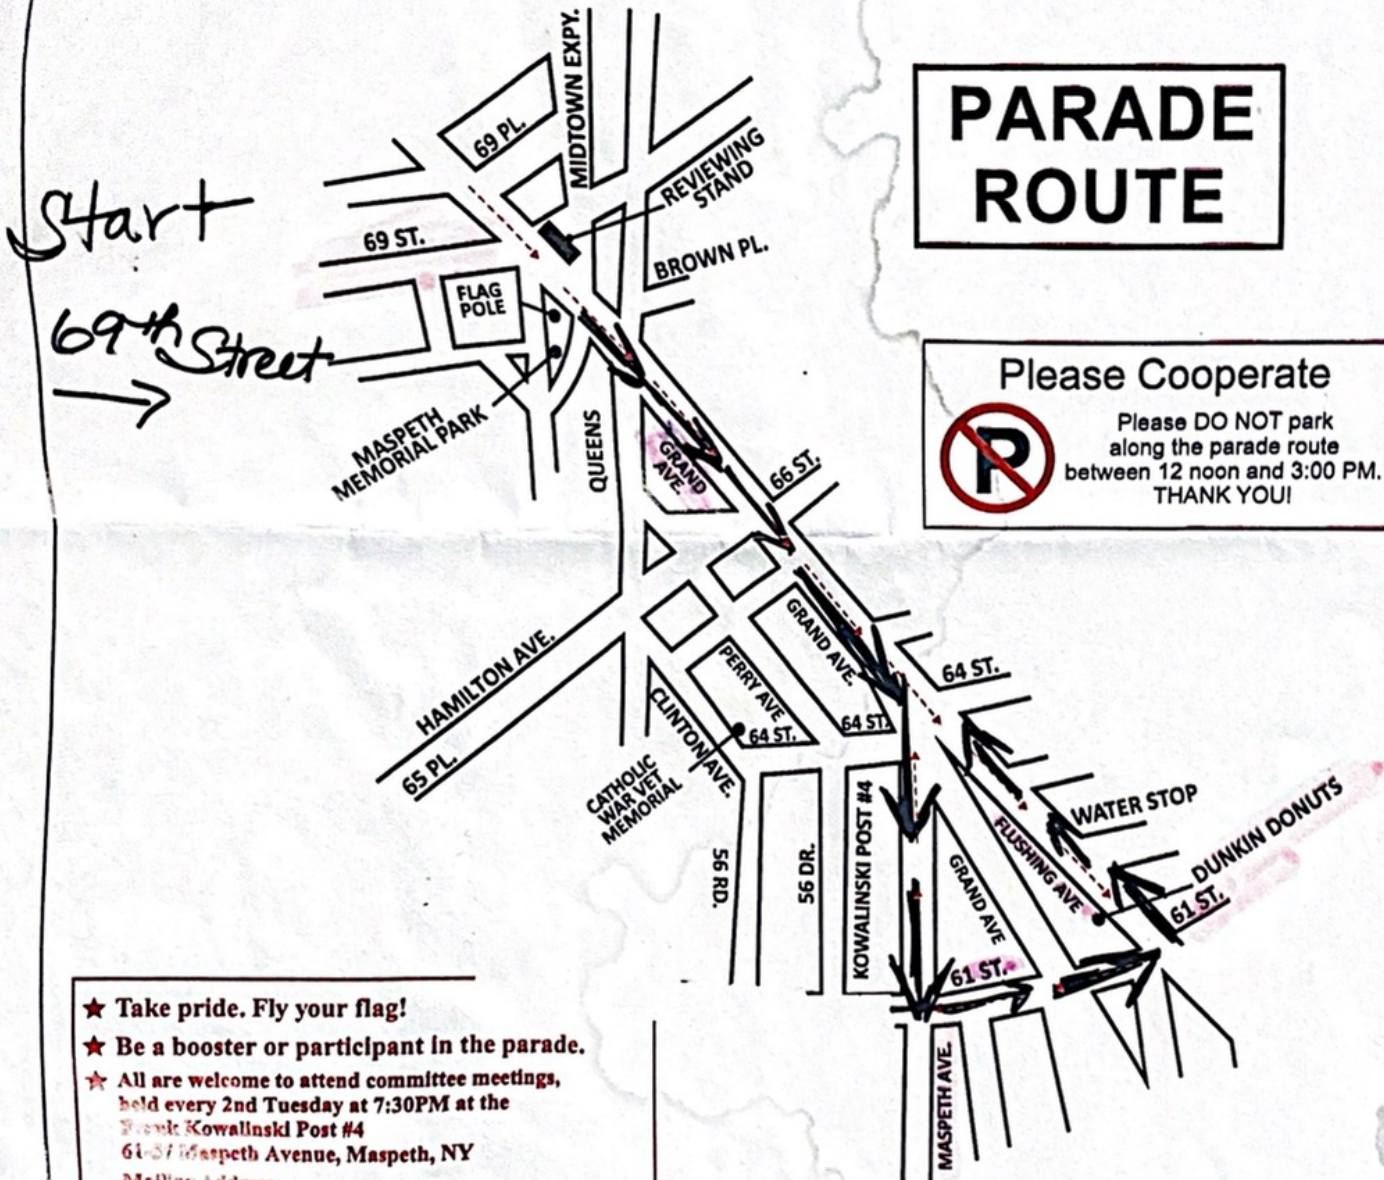 PARADE
ROUTE
MIDTOWN EXPY.
69 PL.
REVIEWING
STAND
Start
69 ST.
BROWN PL.
FLAG
POLE
69th Street
Please Cooperate
P
Please DO NOT park
along the parade route
between 12 noon and 3:00 PM.
THANK YOU!
MASPETH
MEMORIAL PARK
QUEENS
GRAND
AVE.
66 ST.
HAMILTON AVE.
65 PL.
GRAND AVE.
PERRY AVE
64 ST.
64 ST.
64 ST.
CLINTON AVE.
CATHOLIC
WAR VET
MEMORIAL
56 RD.
56 DR.
KOWALINSKI POST #4
GRAND AVE
FLUSHING AVE
WATER STOP
DUNKIN DONUTS
61 ST.
61 ST.
MASPETH AVE.
★ Take pride. Fly your flag!
★ Be a booster or participant in the parade.
★ All are welcome to attend committee meetings,
held every 2nd Tuesday at 7:30PM at the
Frank Kowalinski Post #4
61-57 Maspeth Avenue, Maspeth, NY